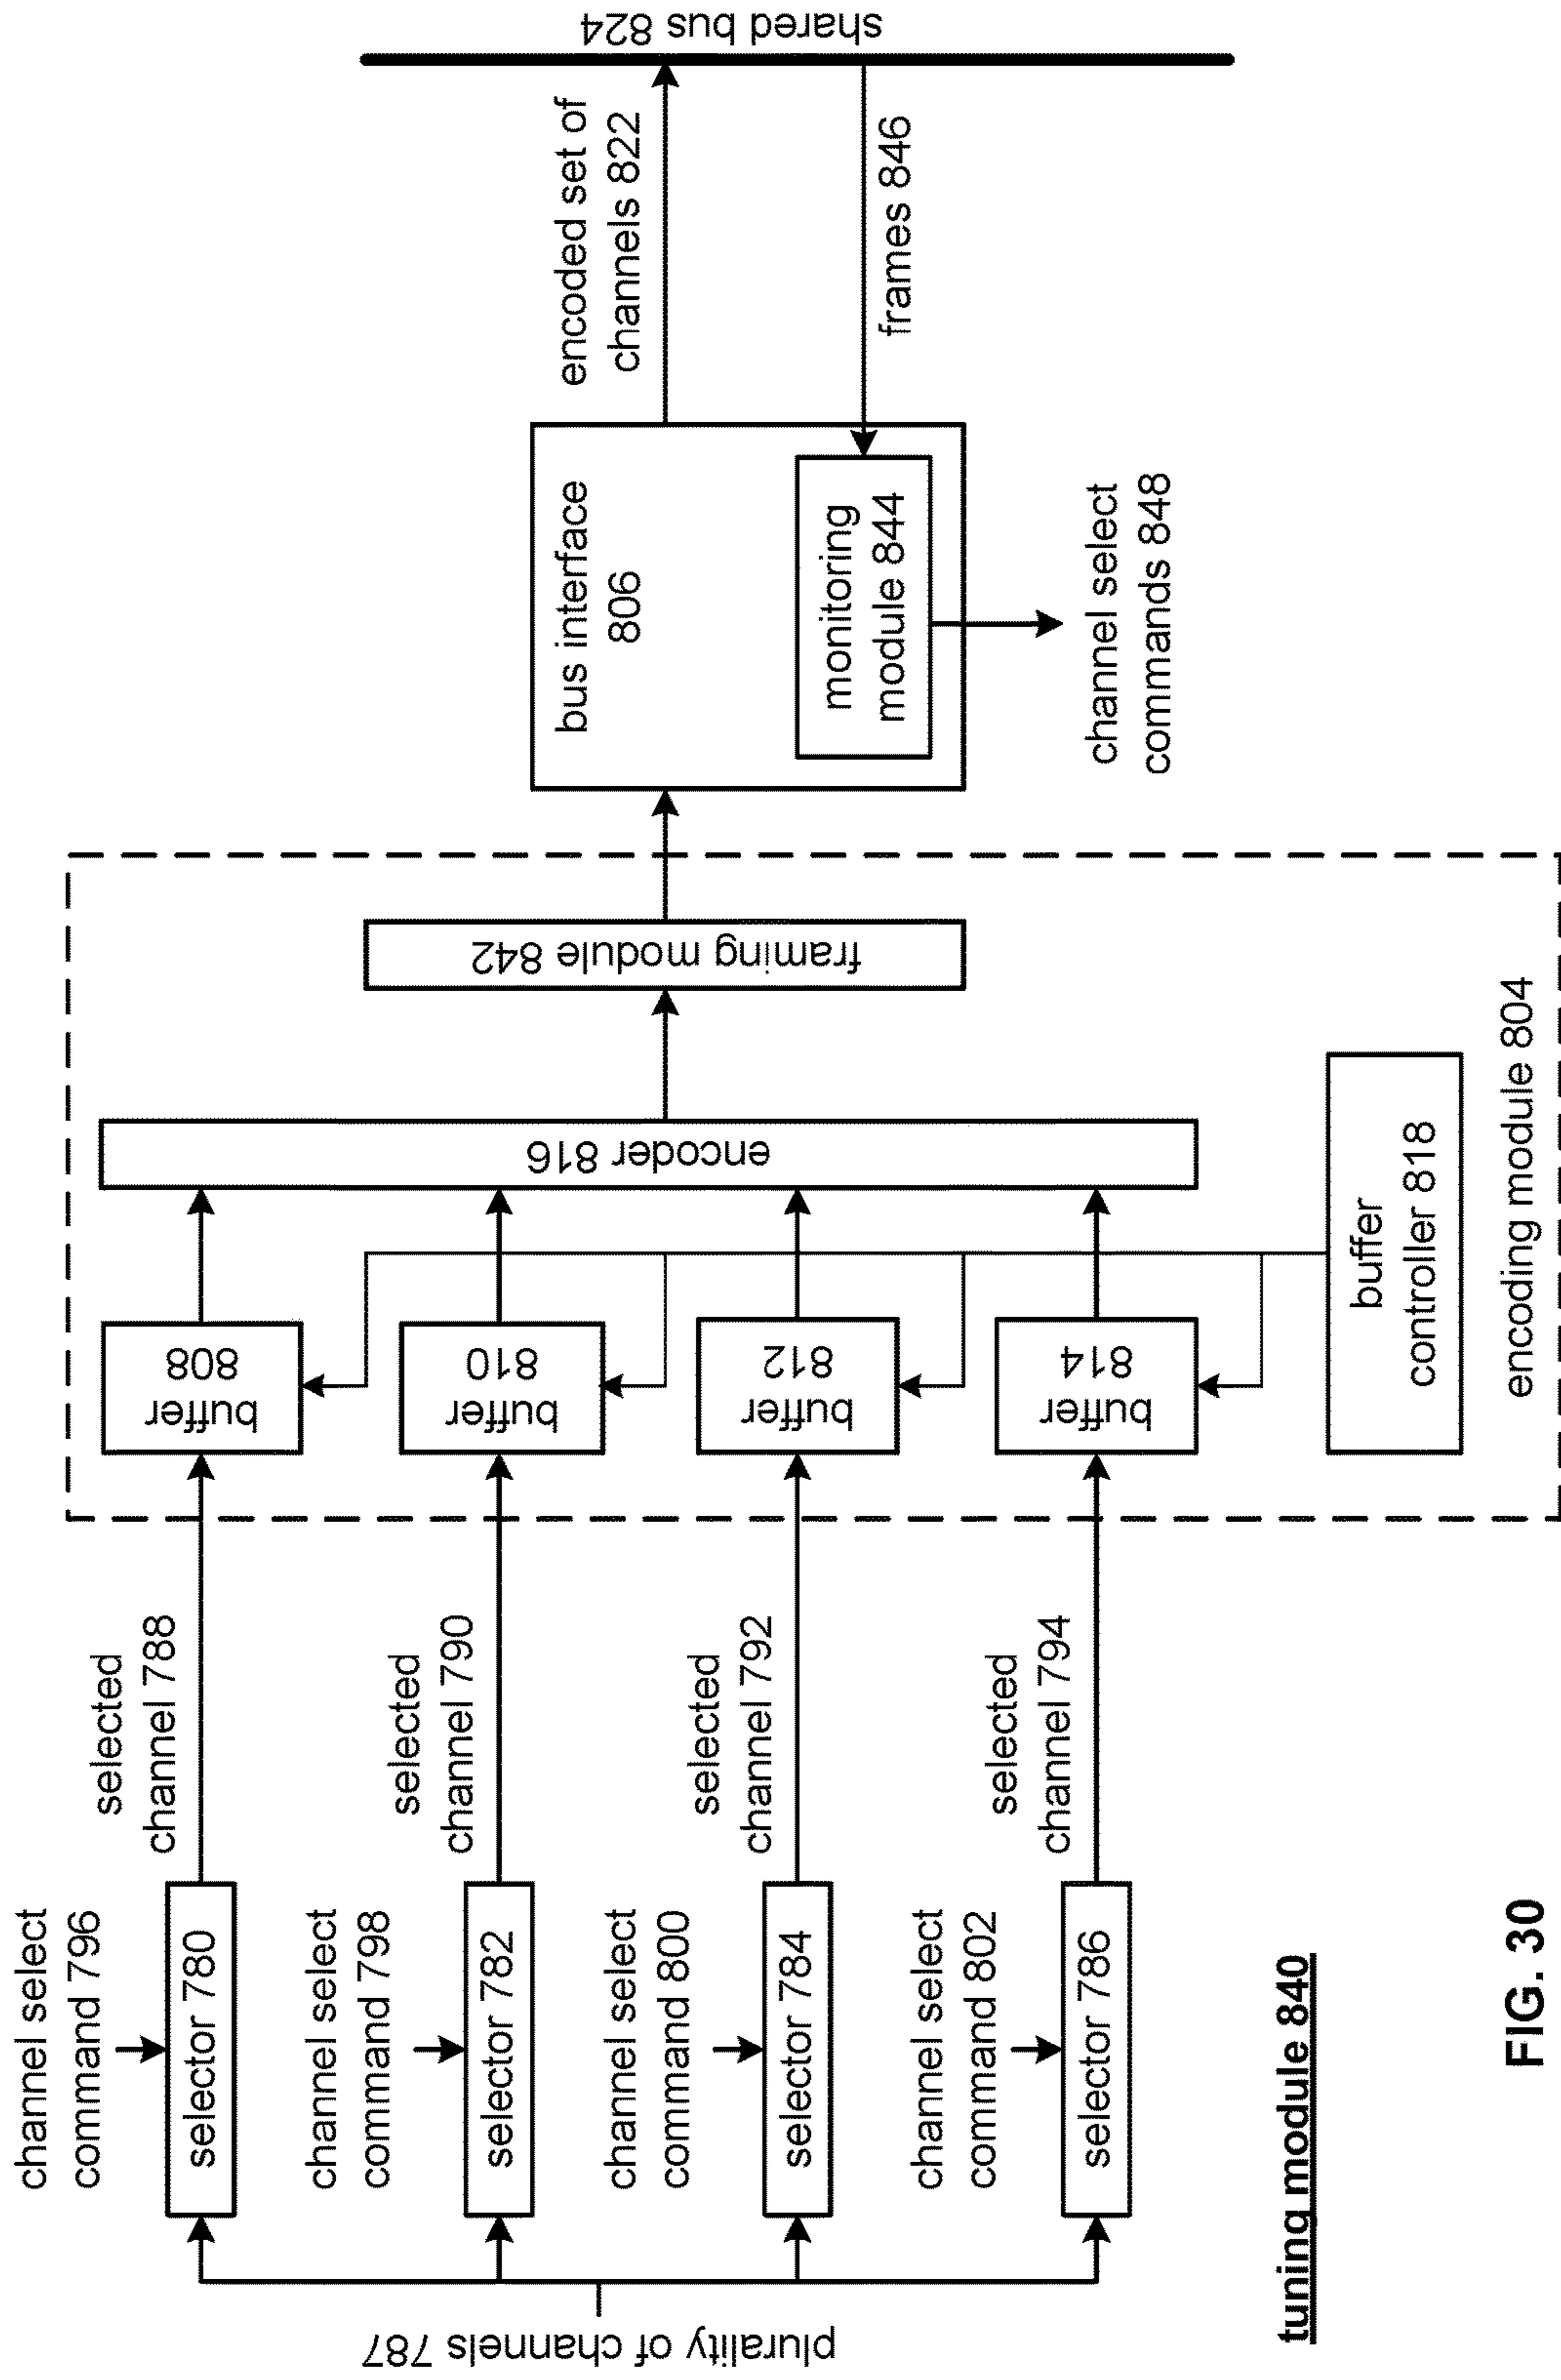 channel select
command 796
selector 780
selected
channel 788
buffer
808
channel select
command 798
selector 782
selected
channel 790
buffer
810
plurality of channels 787
channel select
command 800
selector 784
selected
channel 792
buffer
812
channel select
command 802
selector 786
selected
channel 794
buffer
814
encoder 816
framing module 842
buffer
controller 818
encoding module 804
bus interface
806
monitoring
module 844
channel select
commands 848
encoded set of
channels 822
frames 846
shared bus 824
tuning module 840
FIG. 30